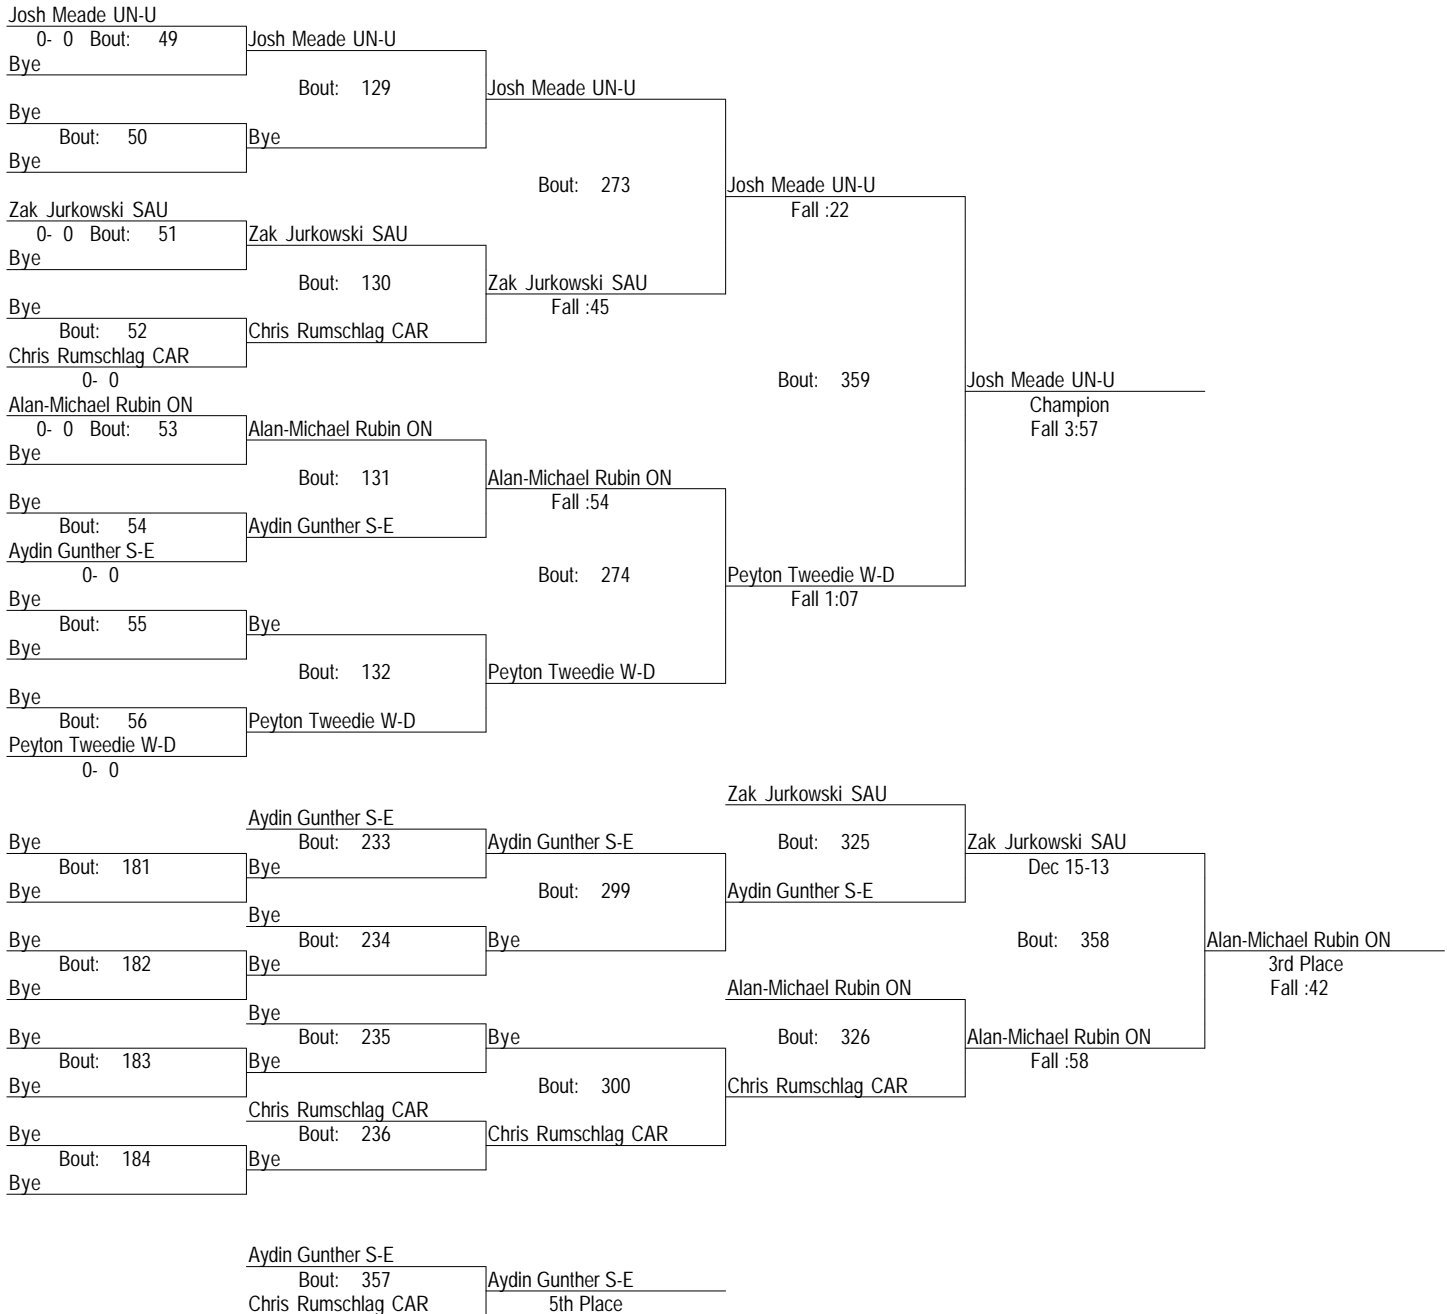 Josh Meade UN-U
0- 0 Bout: 49
Bye
Bye
Bout: 50
Bye
Zak Jurkowski SAU
0- 0 Bout: 51
Bye
Bye
Bout: 52
Chris Rumschlag CAR
0- 0
Alan-Michael Rubin ON
0- 0 Bout: 53
Bye
Bye
Bout: 54
Aydin Gunther S-E
0- 0
Bye
Bout: 55
Bye
Bye
Bout: 56
Peyton Tweedie W-D
0- 0
Josh Meade UN-U
Bout: 129
Bye
Zak Jurkowski SAU
Bout: 130
Chris Rumschlag CAR
Alan-Michael Rubin ON
Bout: 131
Aydin Gunther S-E
Bye
Bout: 132
Peyton Tweedie W-D
Josh Meade UN-U
Bout: 273
Zak Jurkowski SAU
Fall :45
Alan-Michael Rubin ON
Fall :54
Bout: 274
Peyton Tweedie W-D
Josh Meade UN-U
Fall :22
Bout: 359
Peyton Tweedie W-D
Fall 1:07
Josh Meade UN-U
Champion
Fall 3:57
Bye
Bout: 181
Bye
Bye
Bout: 182
Bye
Bye
Bout: 183
Bye
Bye
Bout: 184
Bye
Aydin Gunther S-E
Bout: 233
Bye
Bye
Bout: 234
Bye
Bye
Bout: 235
Bye
Chris Rumschlag CAR
Bout: 236
Bye
Aydin Gunther S-E
Bout: 299
Bye
Bye
Bout: 300
Chris Rumschlag CAR
Zak Jurkowski SAU
Bout: 325
Aydin Gunther S-E
Alan-Michael Rubin ON
Bout: 326
Chris Rumschlag CAR
Zak Jurkowski SAU
Dec 15-13
Bout: 358
Alan-Michael Rubin ON
Fall :58
Alan-Michael Rubin ON
3rd Place
Fall :42
Aydin Gunther S-E
Bout: 357
Chris Rumschlag CAR
Aydin Gunther S-E
5th Place